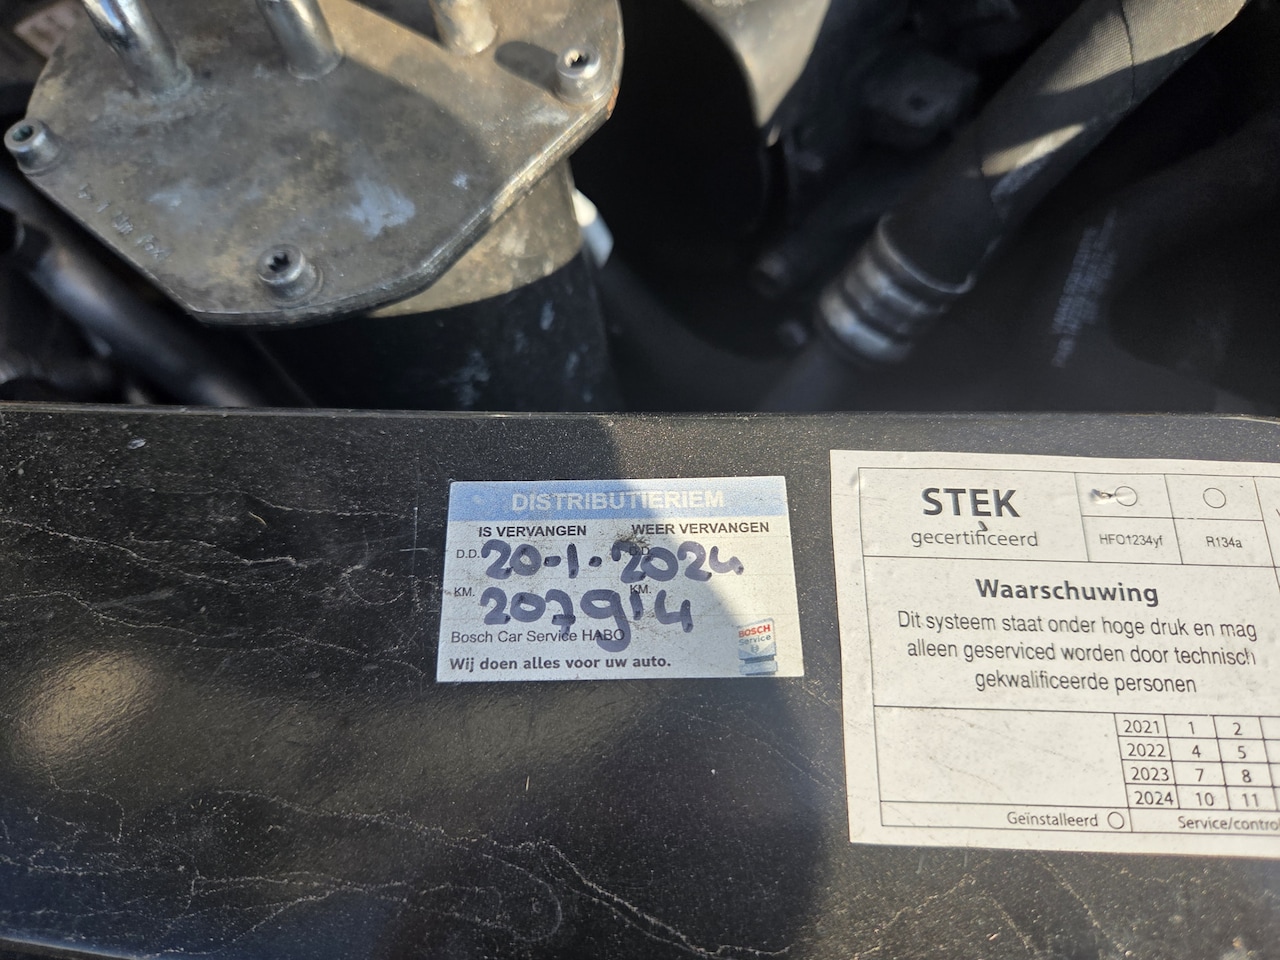 DISTRIBUTIERIEM
IS VERVANGEN WEER VERVANGEN
D.D. 20-1-2024 D.D.
KM. 207914 KM.
Bosch Car Service HABO
BOSCH
Service
Wij doen alles voor uw auto.
STEK
gecertificeerd
HFO1234yf
R134a
Waarschuwing
Dit systeem staat onder hoge druk en mag
alleen geserviced worden door technisch
gekwalificeerde personen
2021 1 2
2022 4 5
2023 7 8
2024 10 11
Geïnstalleerd